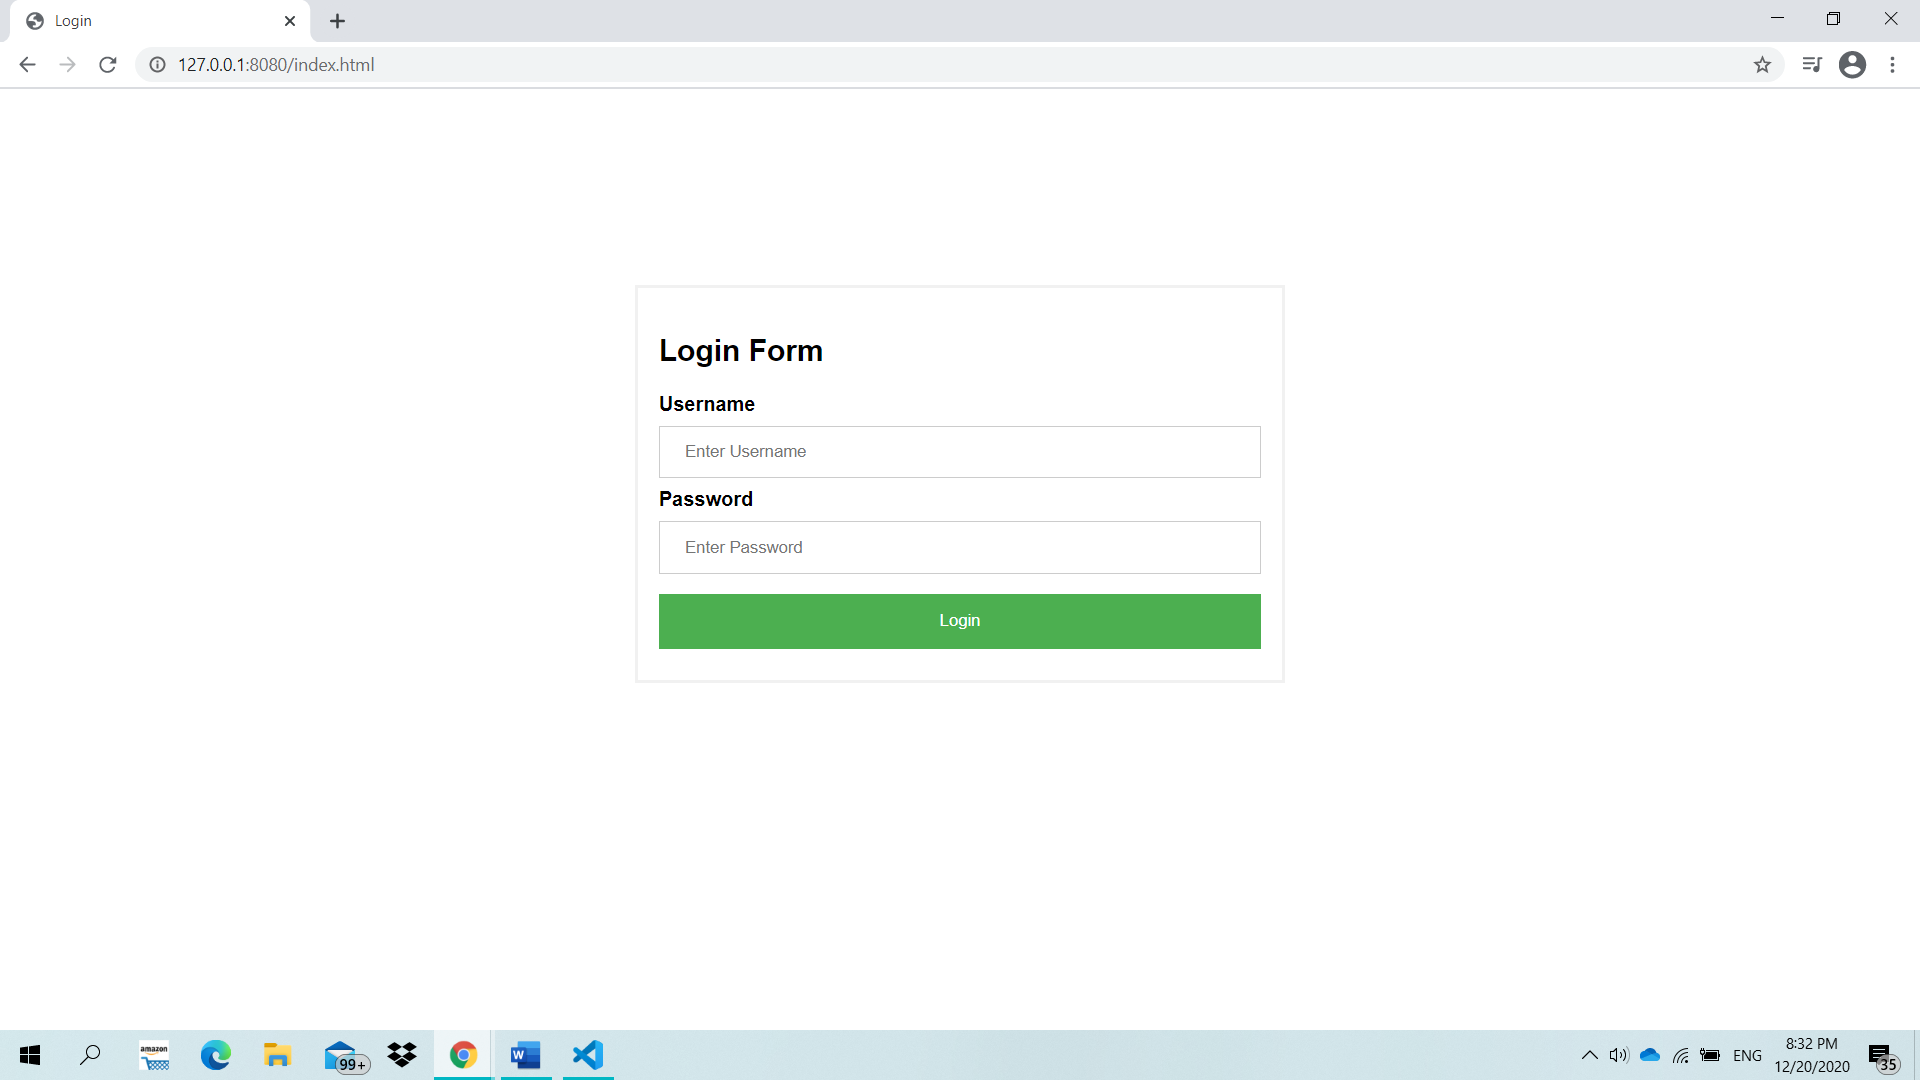 Login
127.0.0.1:8080/index.html
Login Form
Username
Enter Username
Password
Enter Password
Login
amazon
99+
W
ENG
8:32 PM
12/20/2020
35